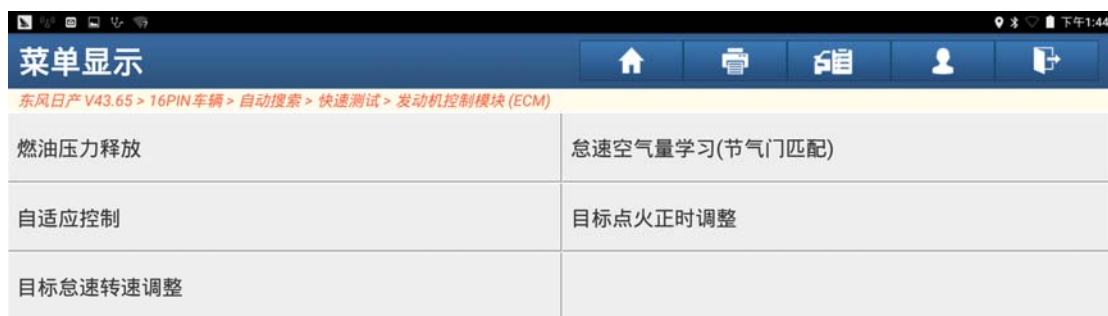 下午1:44
菜单显示
东风日产 V43.65 > 16PIN车辆 > 自动搜索 > 快速测试 > 发动机控制模块 (ECM)
燃油压力释放
怠速空气量学习(节气门匹配)
自适应控制
目标点火正时调整
目标怠速转速调整